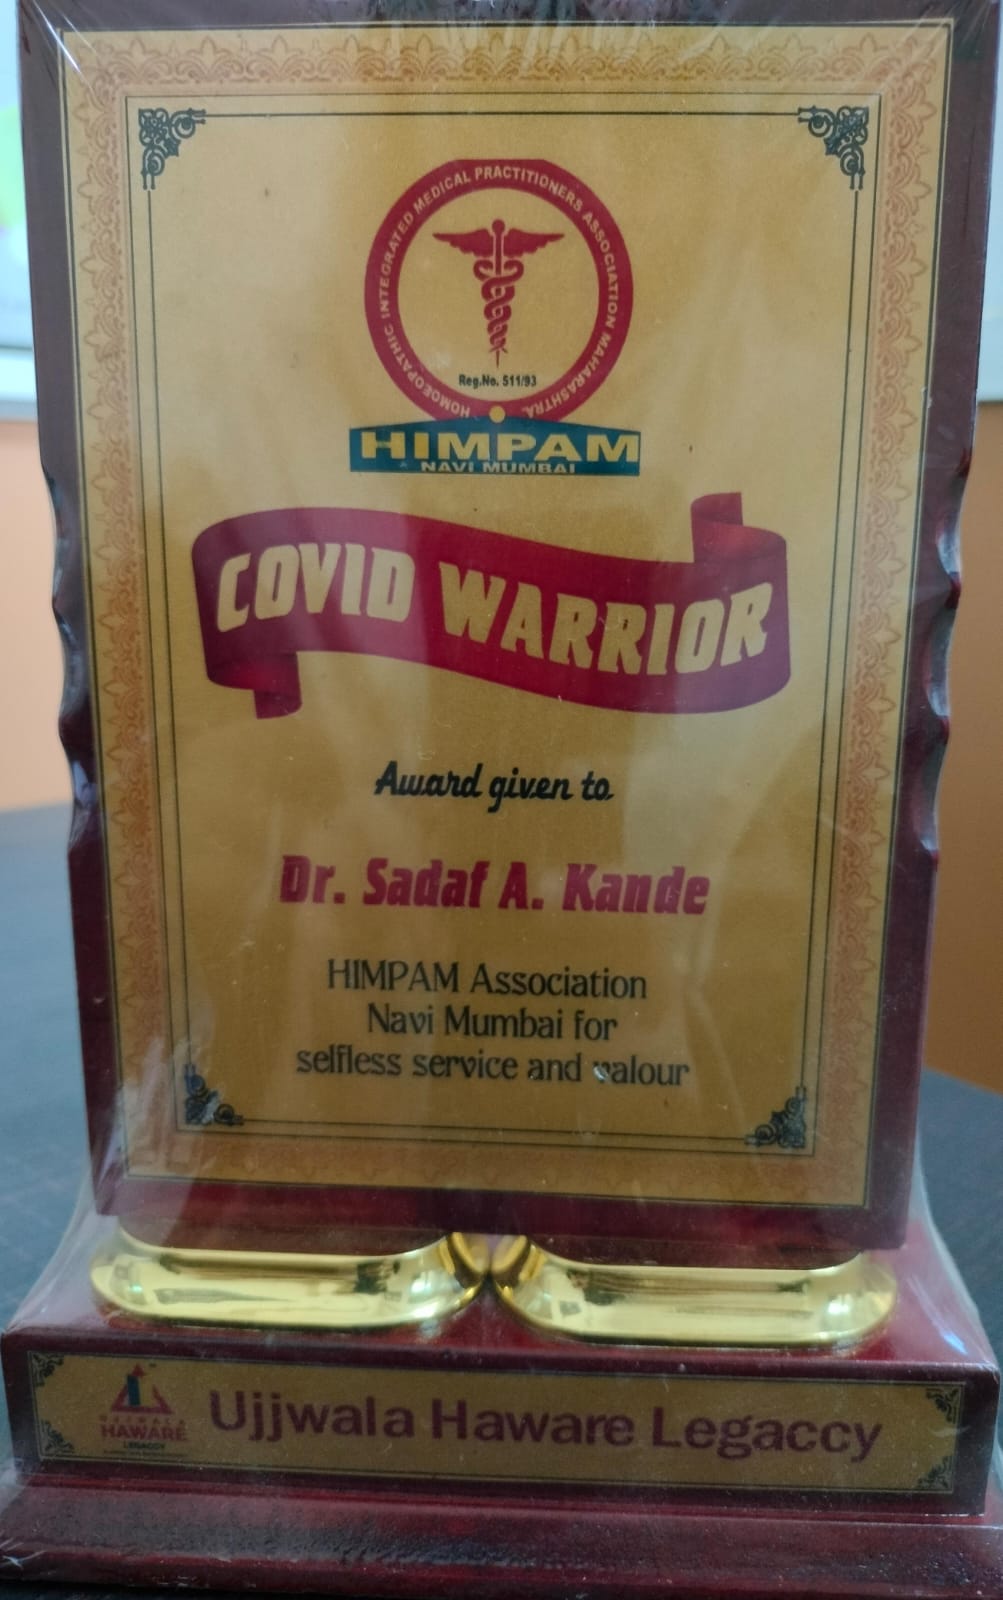 HOMOEOPATHIC INTEGRATED MEDICAL PRACTITIONERS ASSOCIATION MAHARASHTRA
Reg.No. 511/93
HIMPAM
NAVI MUMBAI
COVID WARRIOR
Award given to
Dr. Sadaf A. Kande
HIMPAM Association
Navi Mumbai for
selfless service and valour
UJJWALA
HAWARE
LEGACCY
Ujjwala Haware Legaccy